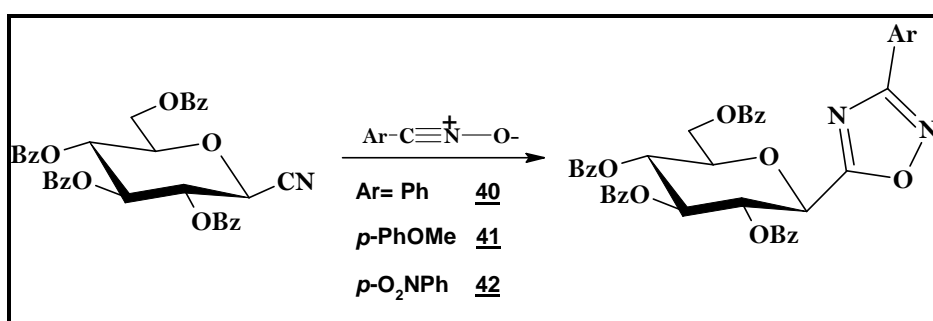 OBz
O
BzO
BzO
CN
OBz
Ar-C≡N⁺-O-
Ar= Ph 40
p-PhOMe 41
p-O₂NPh 42
Ar
N
N
O
OBz
O
BzO
BzO
OBz